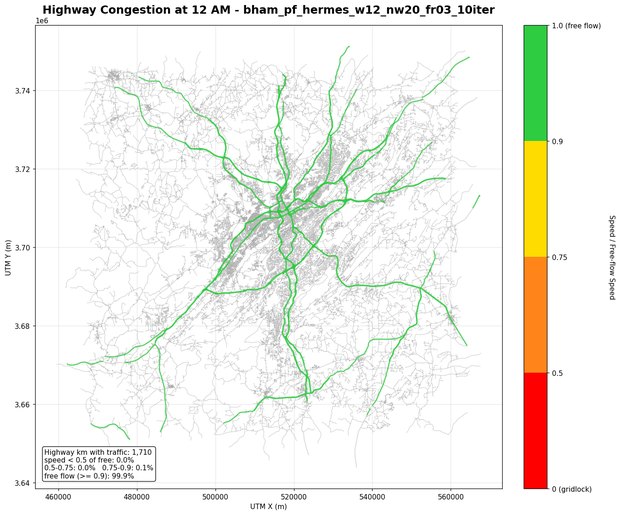 Highway Congestion at 12 AM - bham_pf_hermes_w12_nw20_fr03_10iter
1e6
1.0 (free flow)
0.9
0.75
0.5
0 (gridlock)
Speed / Free-flow Speed
UTM Y (m)
3.74
3.72
3.70
3.68
3.66
3.64
Highway km with traffic: 1,710
speed < 0.5 of free: 0.0%
0.5-0.75: 0.0%   0.75-0.9: 0.1%
free flow (>= 0.9): 99.9%
460000
480000
500000
520000
540000
560000
UTM X (m)